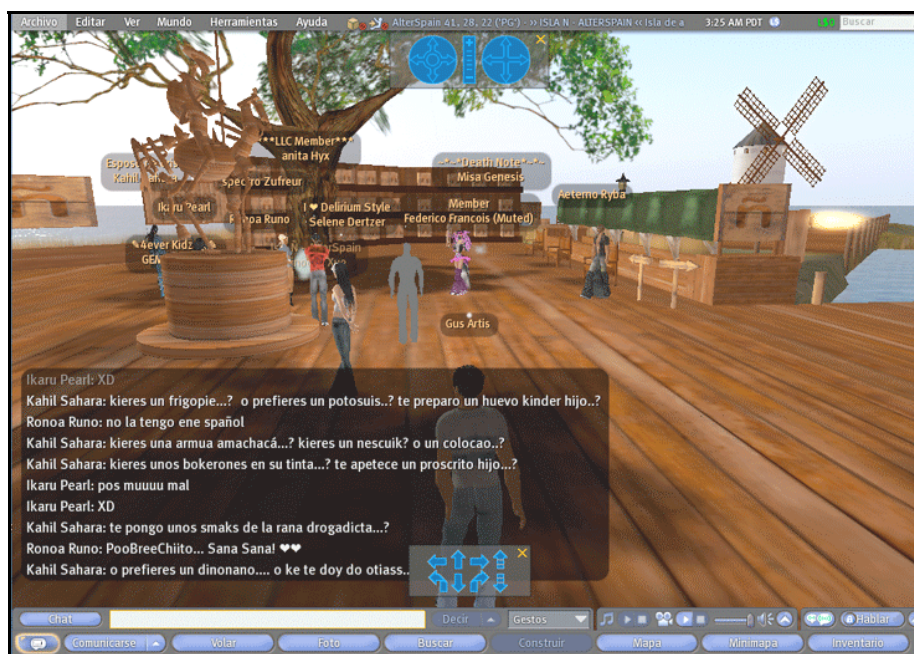 Archivo Editar Ver Mundo Herramientas Ayuda AlterSpain 41, 28, 22 ('PG') - >> ISLA N - ALTERSPAIN << Isla de a 3:25 AM PDT L$0 Buscar
***LLC Member***
anita Hyx
~*~*Death Note*~*~
Misa Genesis
Zufreur
Aeterno Ryba
Ikaru Pearl
I ❤ Delirium Style
Selene Dertzer
Member
Federico Francois (Muted)
Ronoa Runo
4ever Kidz
Gus Artis
Ikaru Pearl: XD
Kahil Sahara: kieres un frigopie...? o prefieres un potosuis..? te preparo un huevo kinder hijo..?
Ronoa Runo: no la tengo ene spañol
Kahil Sahara: kieres una armua amachacá...? kieres un nescuik? o un colocao..?
Kahil Sahara: kieres unos bokerones en su tinta...? te apetece un proscrito hijo...?
Ikaru Pearl: pos muuuu mal
Ikaru Pearl: XD
Kahil Sahara: te pongo unos smaks de la rana drogadicta...?
Ronoa Runo: PooBreeChiito... Sana Sana! ❤❤
Kahil Sahara: o prefieres un dinonano.... o ke te doy do otiass..
Chat Decir Gestos Hablar
Comunicarse Volar Foto Buscar Construir Mapa Minimapa Inventario